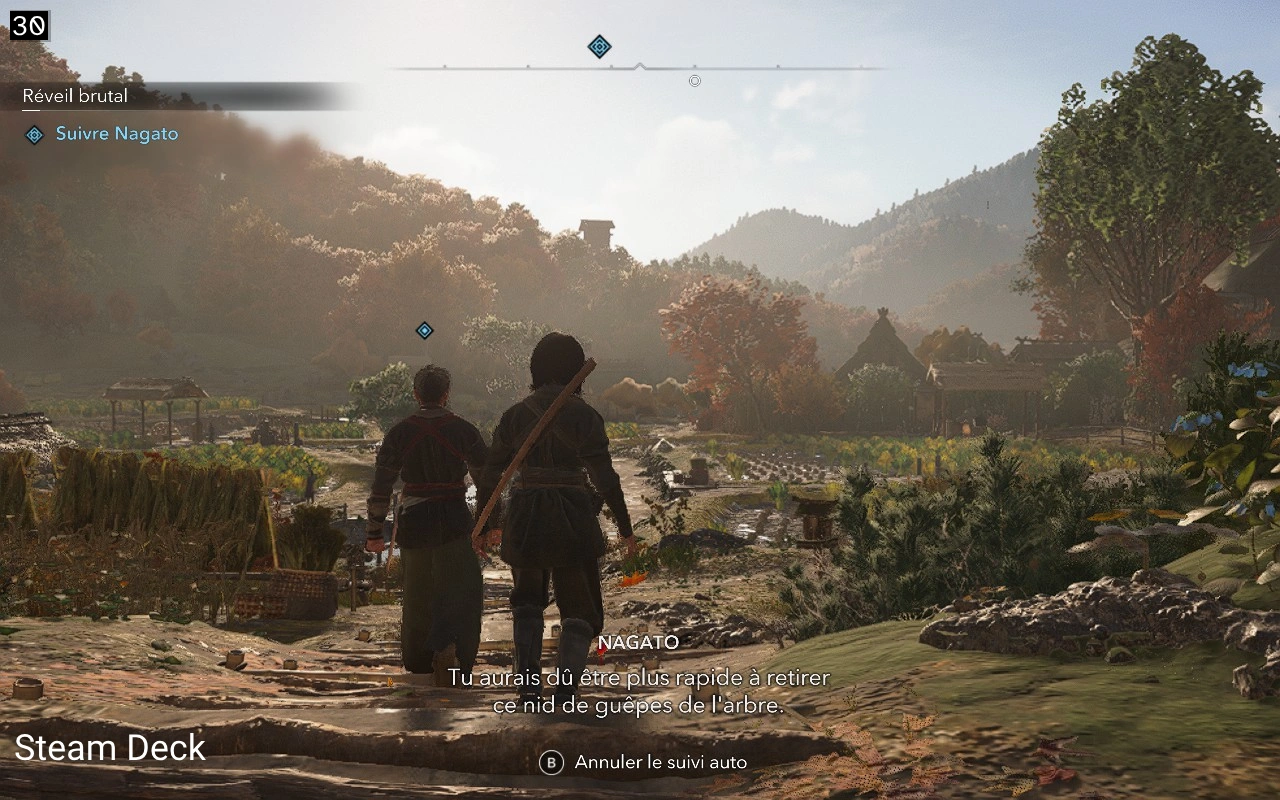 30
Réveil brutal
Suivre Nagato
NAGATO
Tu aurais dû être plus rapide à retirer
ce nid de guêpes de l'arbre.
Steam Deck
B Annuler le suivi auto